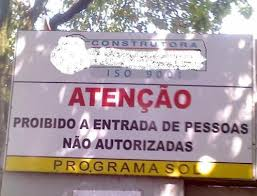 CONSTRUTORA
ISO 9001
ATENÇÃO
PROIBIDO A ENTRADA DE PESSOAS
NÃO AUTORIZADAS
PROGRAMA SOL